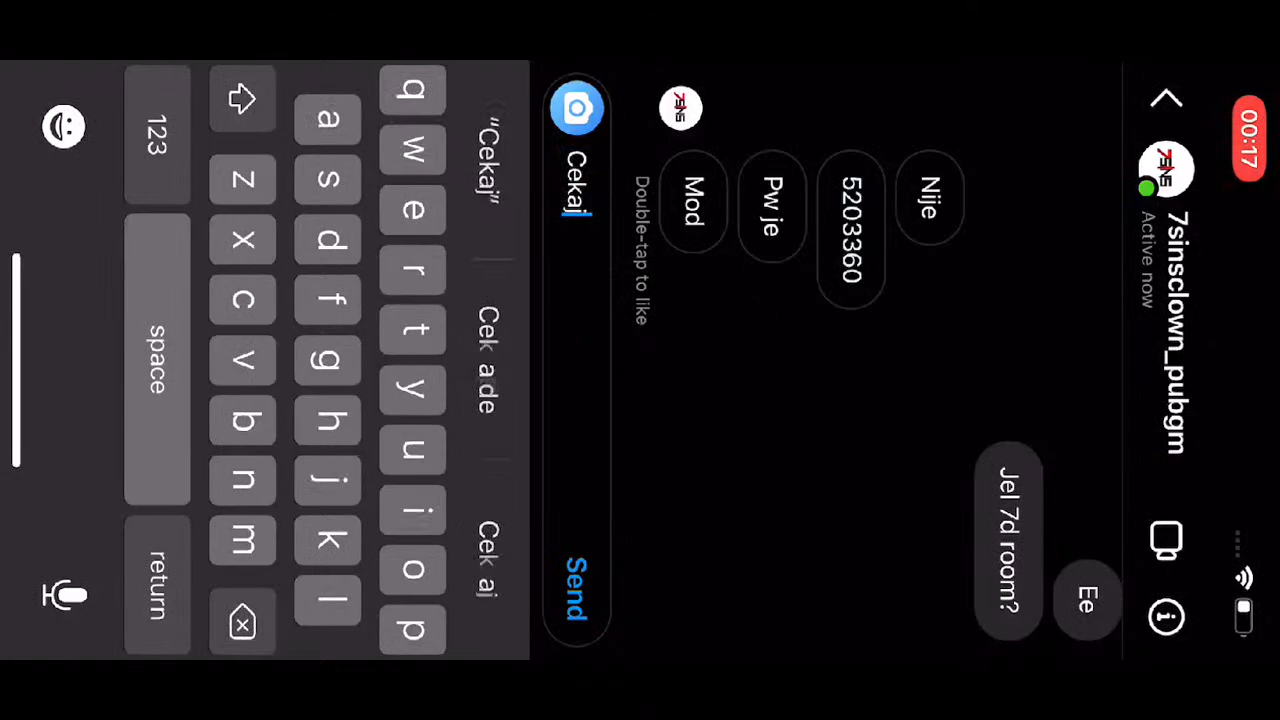 00:17
7sinsclown_pubgm
Active now
Ee
Jel 7d room?
Nije
5203360
Pw je
Mod
Double-tap to like
Cekaj
Send
"Cekaj"
Cek ade
Cek aj
q w e r t y u i o p
a s d f g h j k l
z x c v b n m
123
space
return